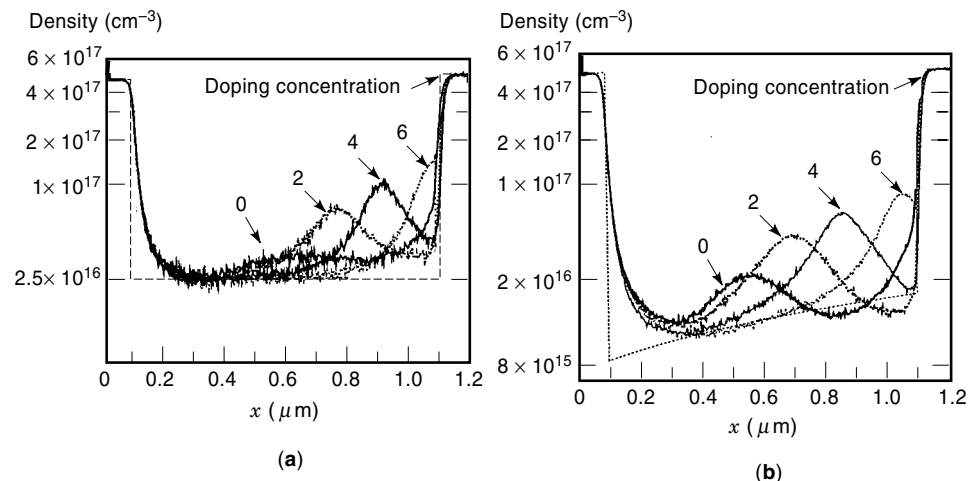 Density (cm⁻³)
6 × 10¹⁷
4 × 10¹⁷
2 × 10¹⁷
1 × 10¹⁷
2.5 × 10¹⁶
Doping concentration
0
2
4
6
0 0.2 0.4 0.6 0.8 1.0 1.2
x (μm)
(a)
Density (cm⁻³)
6 × 10¹⁷
4 × 10¹⁷
2 × 10¹⁷
1 × 10¹⁷
2 × 10¹⁶
8 × 10¹⁵
Doping concentration
0
2
4
6
0 0.2 0.4 0.6 0.8 1.0 1.2
x (μm)
(b)